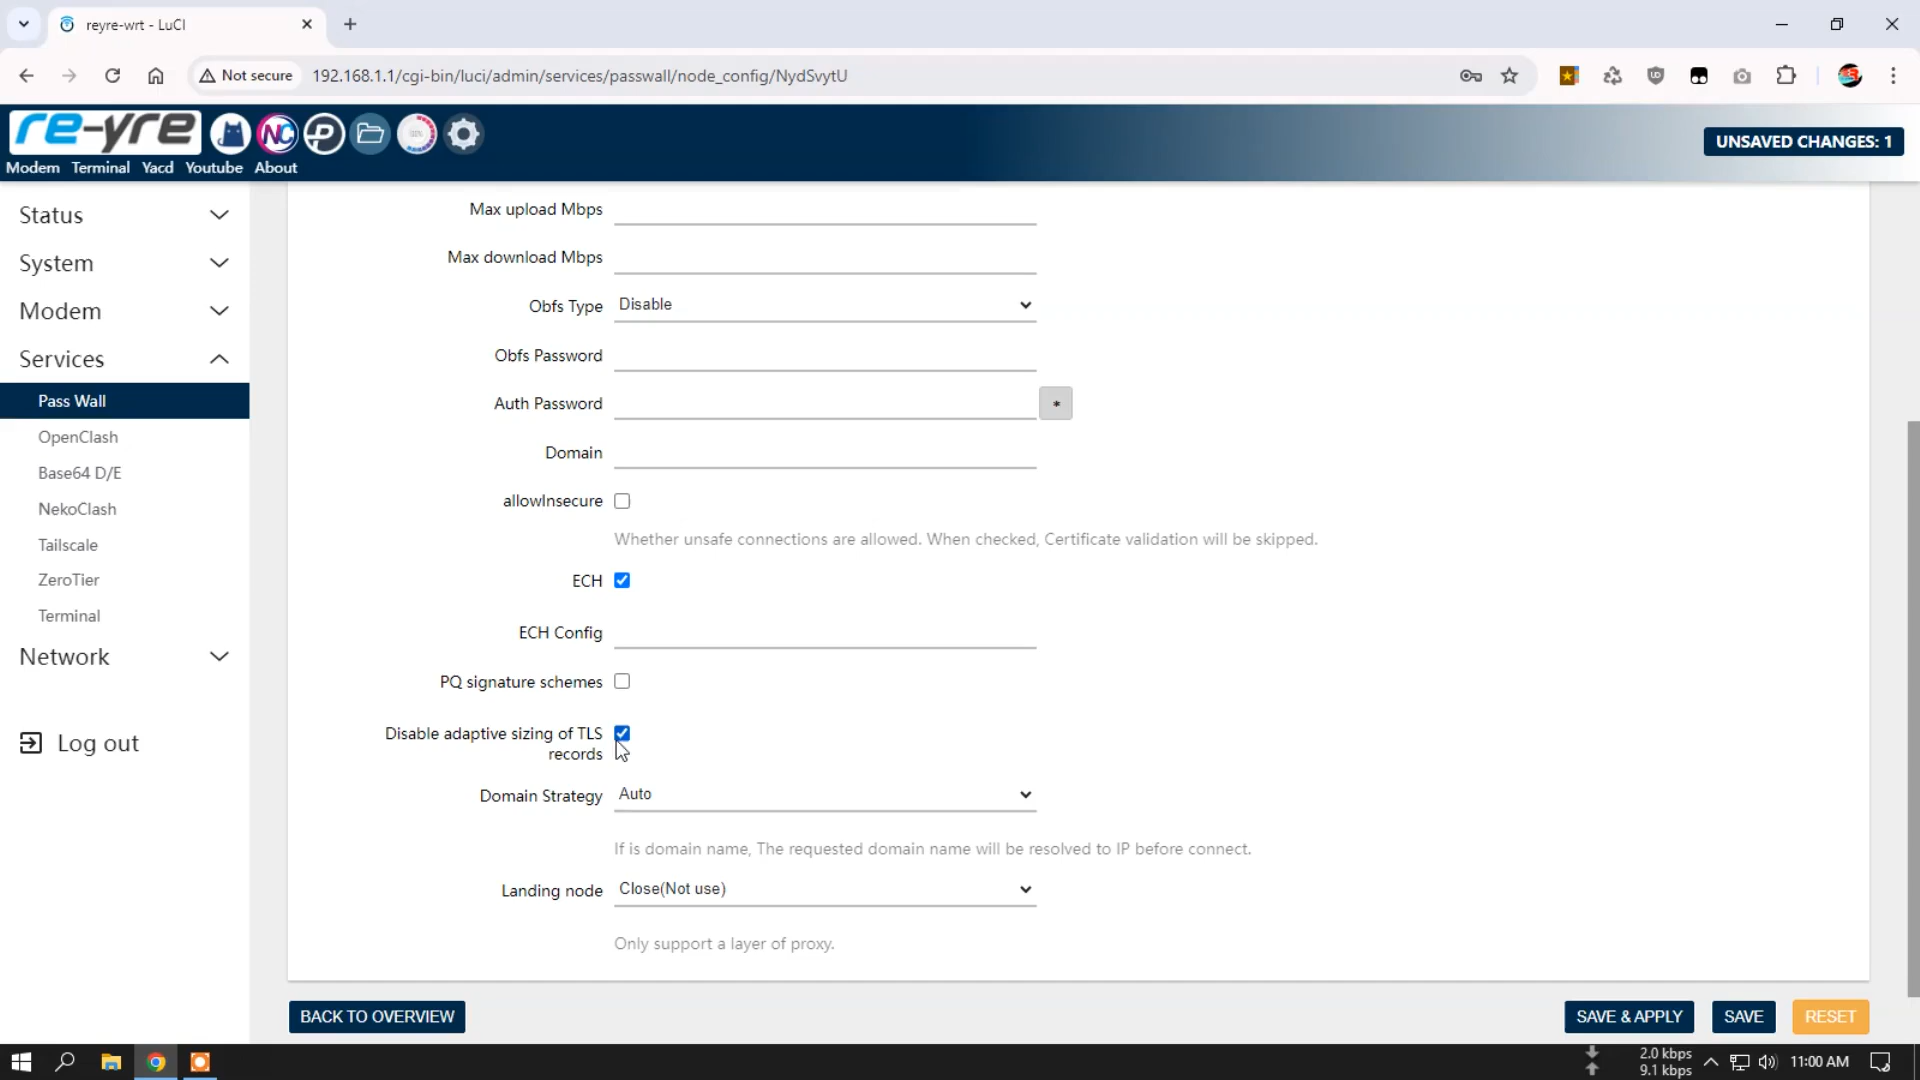 reyre-wrt - LuCI
Not secure
192.168.1.1/cgi-bin/luci/admin/services/passwall/node_config/NydSvytU
re-yre
NC
Modem Terminal Yacd Youtube About
UNSAVED CHANGES: 1
Status
System
Modem
Services
Pass Wall
OpenClash
Base64 D/E
NekoClash
Tailscale
ZeroTier
Terminal
Network
Log out
Max upload Mbps
Max download Mbps
Obfs Type Disable
Obfs Password
Auth Password *
Domain
allowInsecure
Whether unsafe connections are allowed. When checked, Certificate validation will be skipped.
ECH
ECH Config
PQ signature schemes
Disable adaptive sizing of TLS
records
Domain Strategy Auto
If is domain name, The requested domain name will be resolved to IP before connect.
Landing node Close(Not use)
Only support a layer of proxy.
BACK TO OVERVIEW SAVE & APPLY SAVE RESET
2.0 kbps
9.1 kbps
11:00 AM